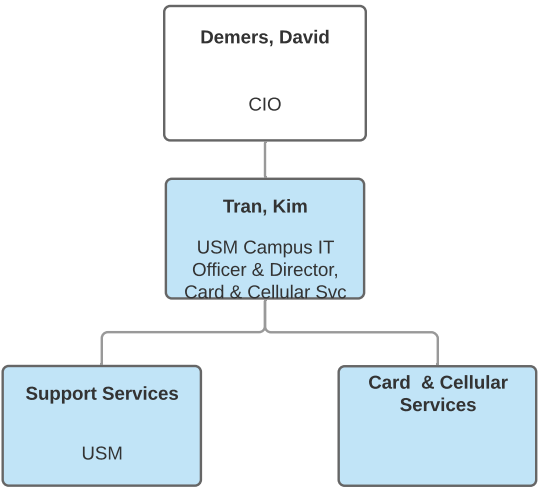 Demers, David
CIO
Tran, Kim
USM Campus IT
Officer & Director,
Card & Cellular Svc
Support Services
USM
Card  & Cellular
Services